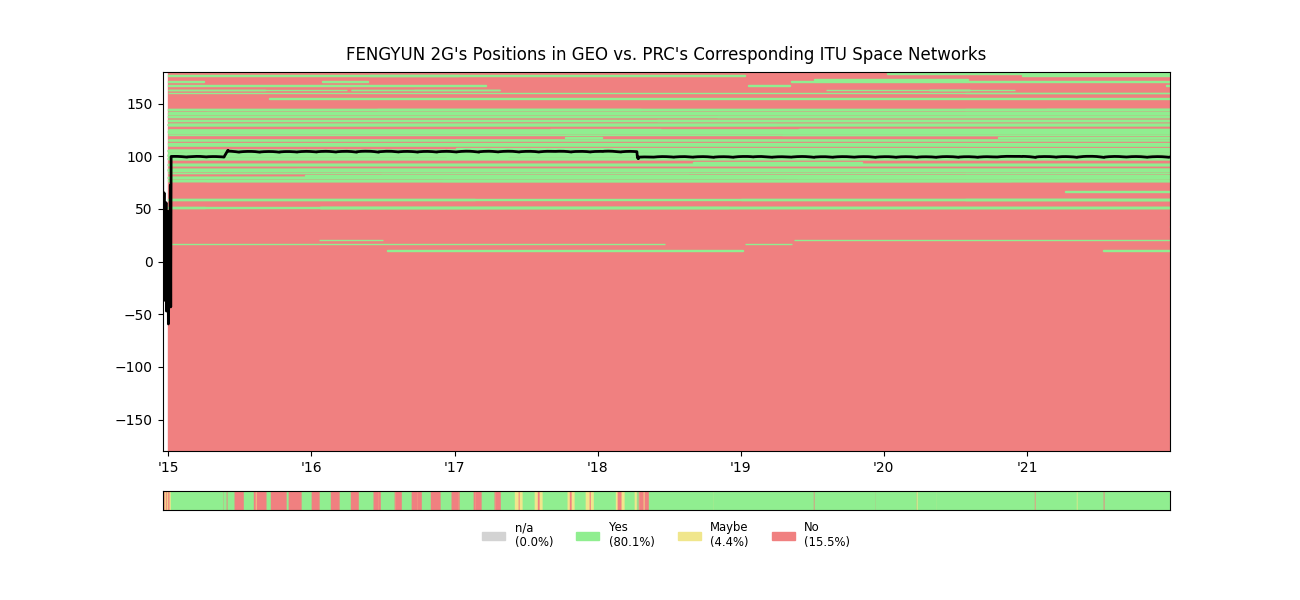 FENGYUN 2G's Positions in GEO vs. PRC's Corresponding ITU Space Networks
150
100
50
0
−50
−100
−150
'15 '16 '17 '18 '19 '20 '21
n/a Yes Maybe No
(0.0%) (80.1%) (4.4%) (15.5%)